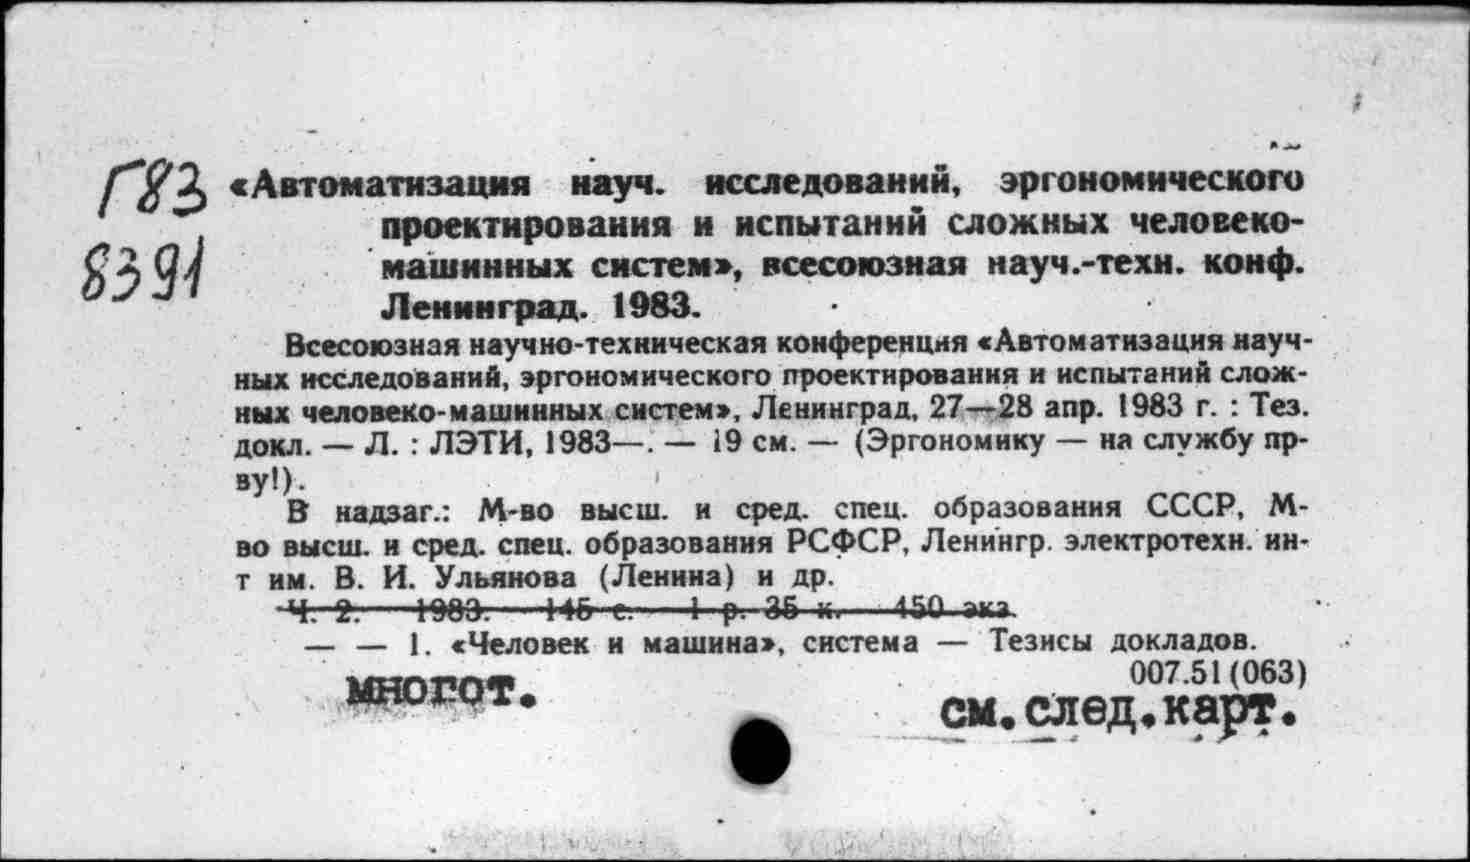 Г83
8391
«Автоматизация науч. исследований, эргономического
проектирования и испытаний сложных человеко-
машинных систем», всесоюзная науч.-техн. конф.
Ленинград. 1983.
Всесоюзная научно-техническая конференция «Автоматизация науч-
ных исследований, эргономического проектирования и испытаний слож-
ных человеко-машинных систем», Ленинград, 27—28 апр. 1983 г. : Тез.
докл. — Л. : ЛЭТИ, 1983—. — 19 см. — (Эргономику — на службу пр-
ву!).
В надзаг.: М-во высш. и сред. спец. образования СССР, М-
во высш. и сред. спец. образования РСФСР, Ленингр. электротехн. ин-
т им. В. И. Ульянова (Ленина) и др.
Ч. 2. 1983. 145 с. 1 р. 35 к. 450 экз.
— — 1. «Человек и машина», система — Тезисы докладов.
007.51(063)
многот.
см. след. карт.